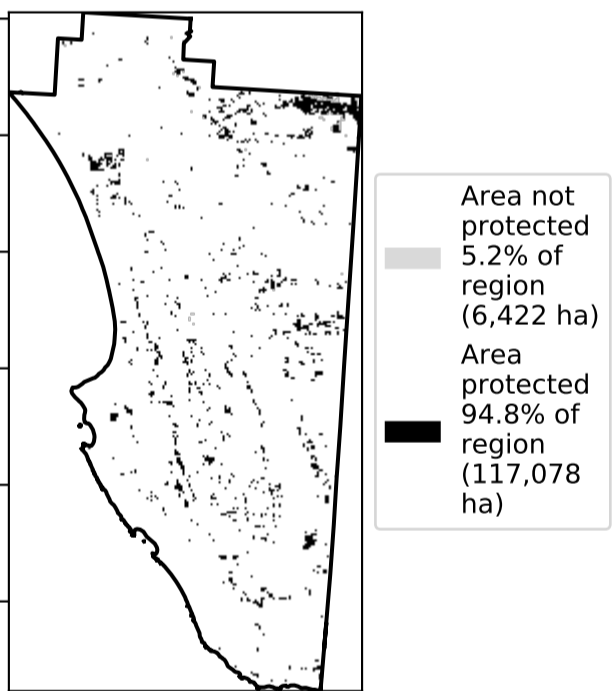 Area not
protected
5.2% of
region
(6,422 ha)
Area
protected
94.8% of
region
(117,078
ha)